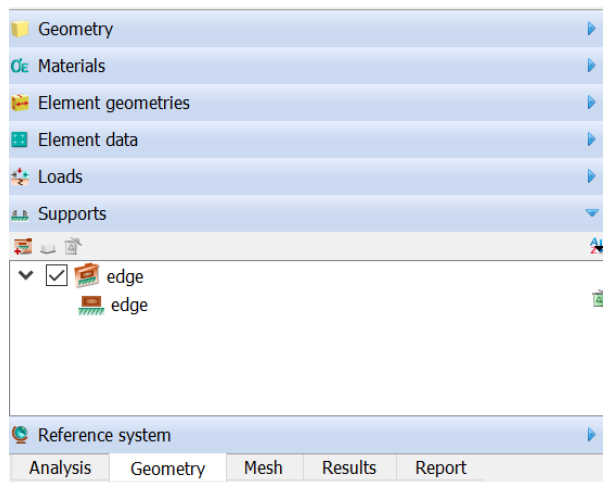 Geometry
Materials
Element geometries
Element data
Loads
Supports
edge
edge
Reference system
Analysis Geometry Mesh Results Report